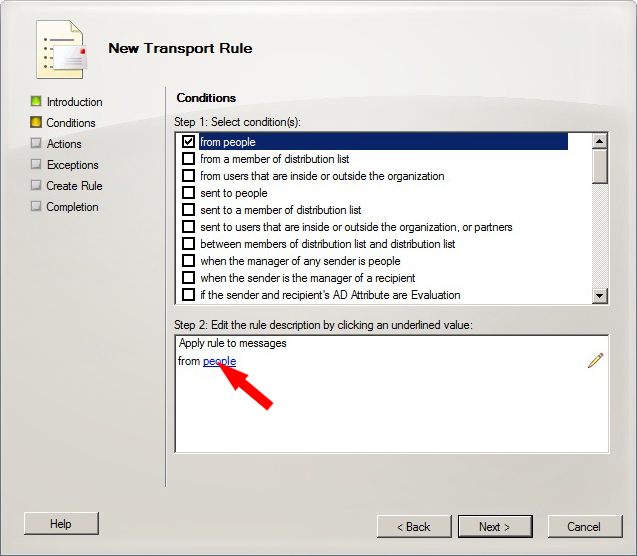 New Transport Rule
Introduction
Conditions
Actions
Exceptions
Create Rule
Completion
Conditions
Step 1: Select condition(s):
from people
from a member of distribution list
from users that are inside or outside the organization
sent to people
sent to a member of distribution list
sent to users that are inside or outside the organization, or partners
between members of distribution list and distribution list
when the manager of any sender is people
when the sender is the manager of a recipient
if the sender and recipient's AD Attribute are Evaluation
Step 2: Edit the rule description by clicking an underlined value:
Apply rule to messages
from people
Help
< Back
Next >
Cancel